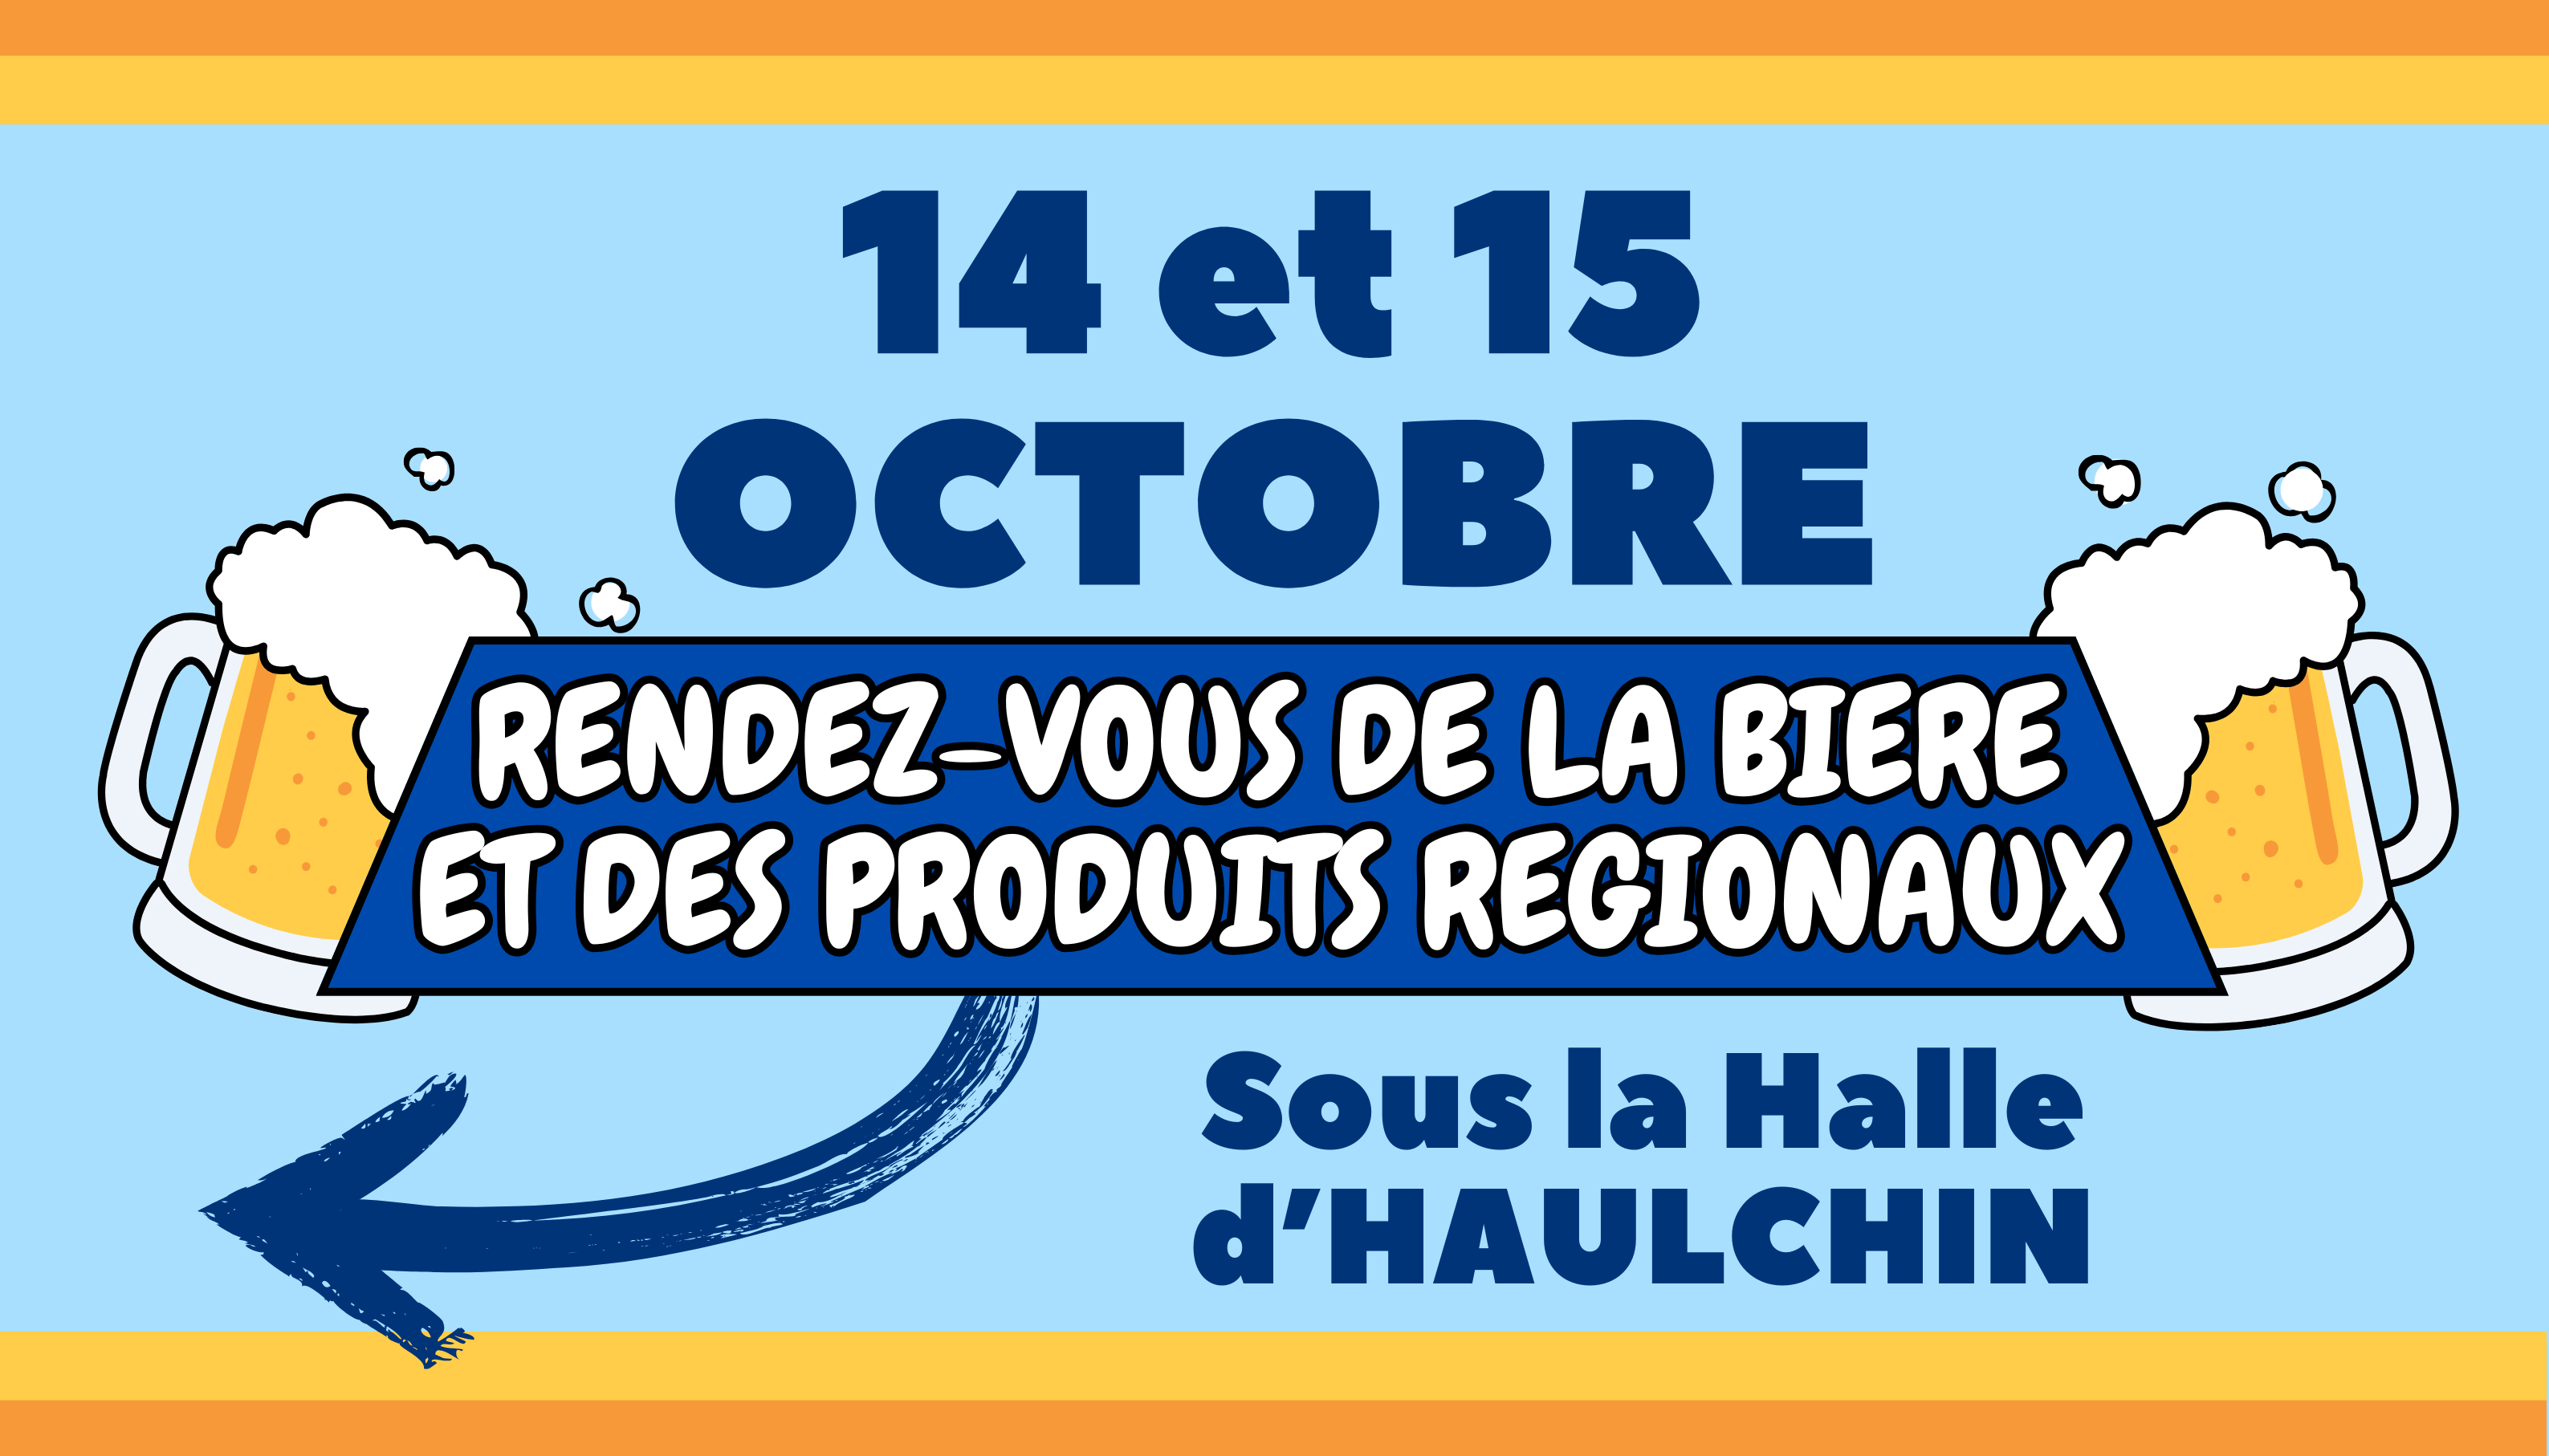 14 et 15
OCTOBRE
RENDEZ-VOUS DE LA BIERE
ET DES PRODUITS REGIONAUX
Sous la Halle
d'HAULCHIN